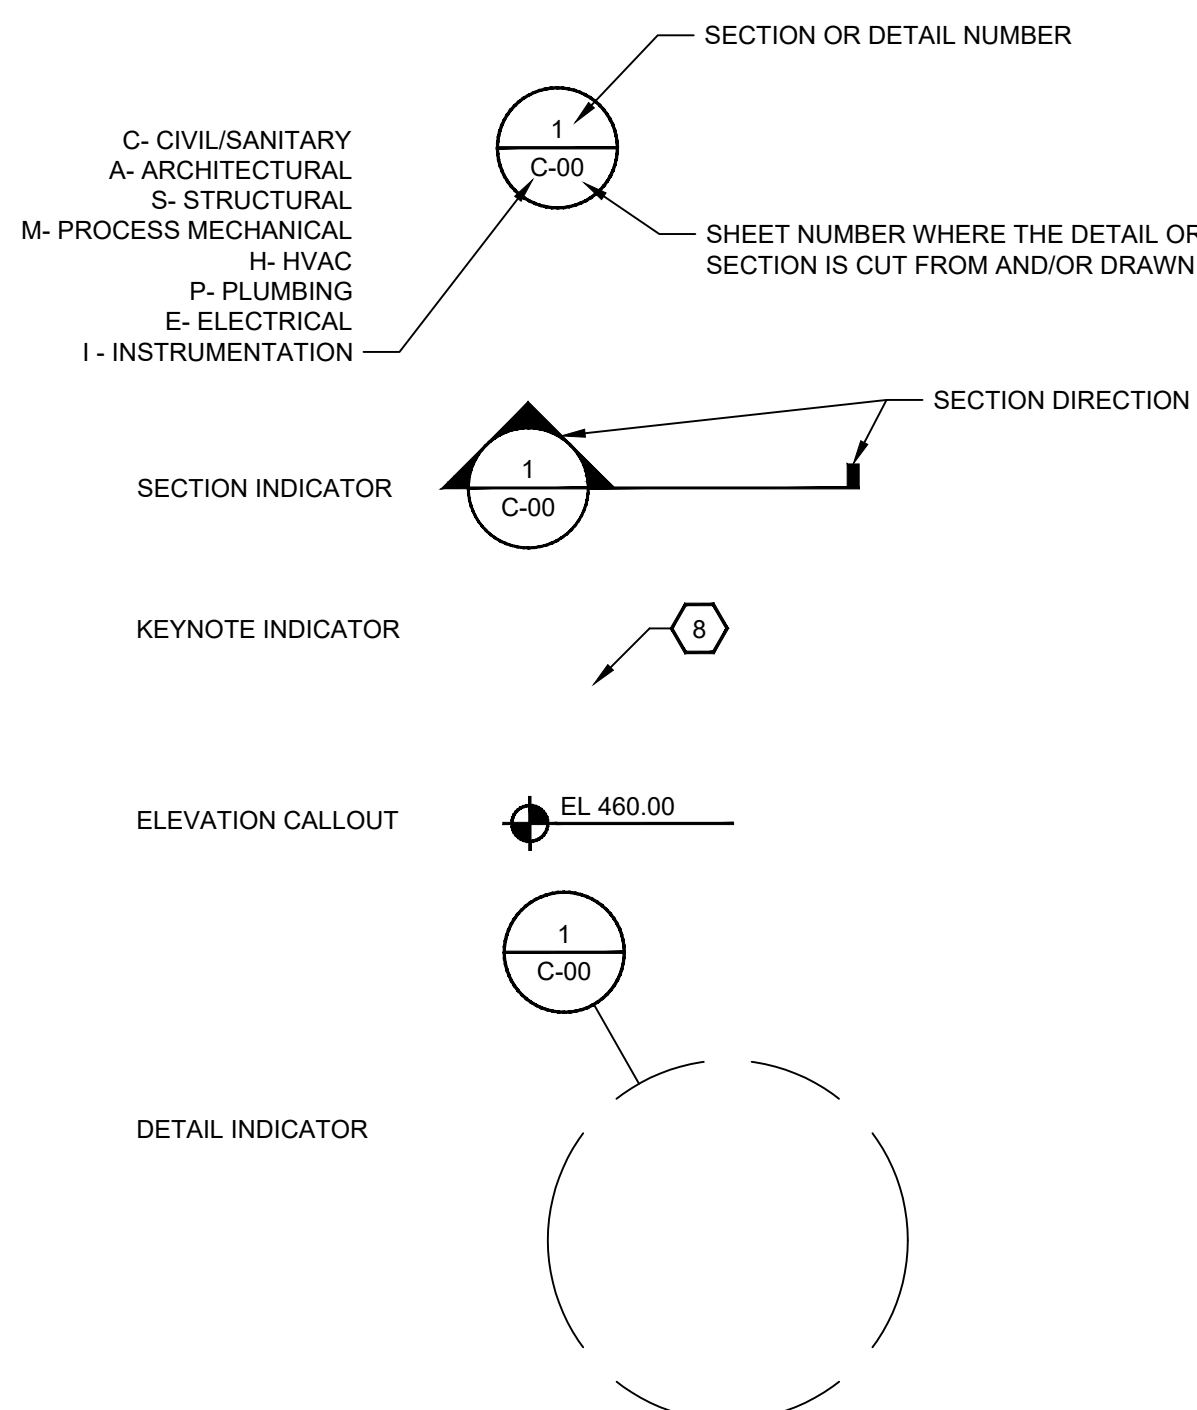 SECTION OR DETAIL NUMBER
1
C-00
C- CIVIL/SANITARY
A- ARCHITECTURAL
S- STRUCTURAL
M- PROCESS MECHANICAL
H- HVAC
P- PLUMBING
E- ELECTRICAL
I - INSTRUMENTATION
SHEET NUMBER WHERE THE DETAIL OR
SECTION IS CUT FROM AND/OR DRAWN
SECTION DIRECTION
SECTION INDICATOR
1
C-00
KEYNOTE INDICATOR
8
ELEVATION CALLOUT
EL 460.00
1
C-00
DETAIL INDICATOR